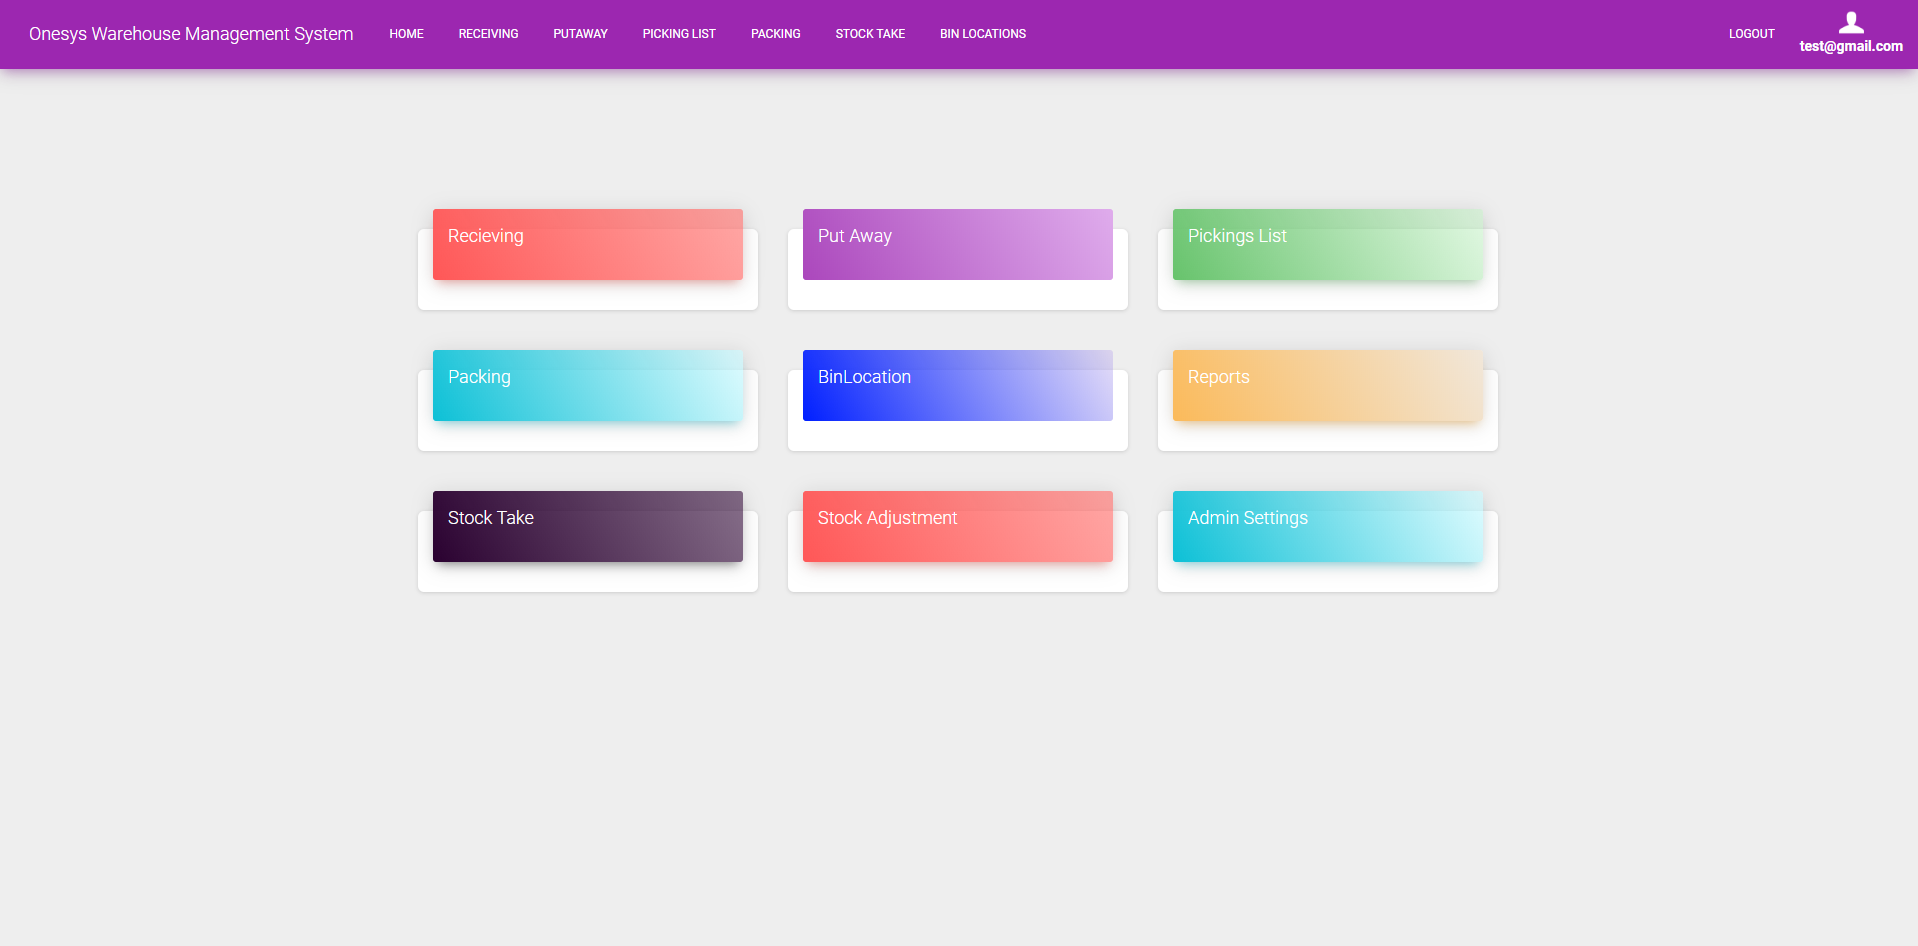 Onesys Warehouse Management System HOME RECEIVING PUTAWAY PICKING LIST PACKING STOCK TAKE BIN LOCATIONS LOGOUT
test@gmail.com
Recieving Put Away Pickings List
Packing BinLocation Reports
Stock Take Stock Adjustment Admin Settings